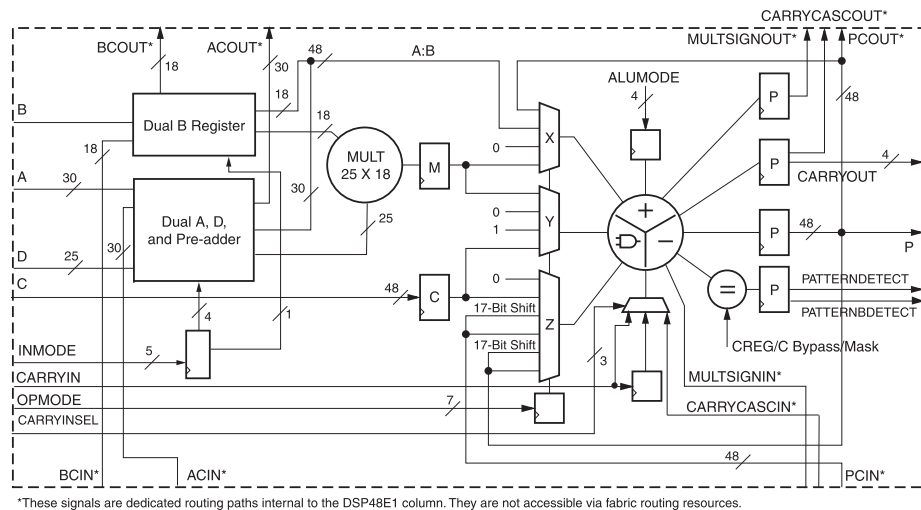 CARRYCASCOUT*
BCOUT*
ACOUT*
MULTSIGNOUT*
PCOUT*
18
30
48
A:B
ALUMODE
4
48
B
18
Dual B Register
18
18
MULT
25 X 18
M
0
X
P
P
4
CARRYOUT
A
30
30
Dual A, D,
and Pre-adder
30
25
0
1
Y
+
−
P
48
P
D
25
C
48
C
0
17-Bit Shift
17-Bit Shift
Z
=
P
PATTERNDETECT
PATTERNBDETECT
4
1
3
CREG/C Bypass/Mask
INMODE
5
CARRYIN
MULTSIGNIN*
OPMODE
7
CARRYCASCIN*
CARRYINSEL
48
BCIN*
ACIN*
PCIN*
*These signals are dedicated routing paths internal to the DSP48E1 column. They are not accessible via fabric routing resources.